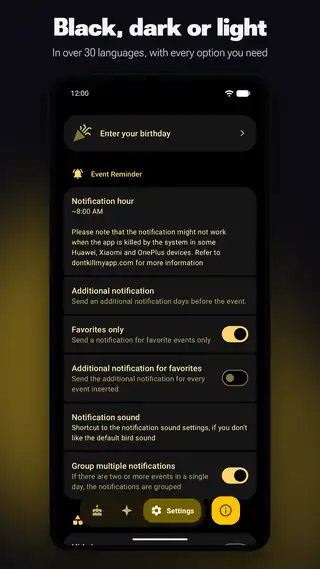 Black, dark or light
In over 30 languages, with every option you need
12:00
Enter your birthday
Event Reminder
Notification hour
~8:00 AM
Please note that the notification might not work
when the app is killed by the system in some
Huawei, Xiaomi and OnePlus devices. Refer to
dontkillmyapp.com for more information
Additional notification
Send an additional notification days before the event.
Favorites only
Send a notification for favorite events only
Additional notification for favorites
Send the additional notification for every
event inserted
Notification sound
Shortcut to the notification sound settings, if you don't
like the default bird sound
Group multiple notifications
If there are two or more events in a single
day, the notifications are grouped
Settings